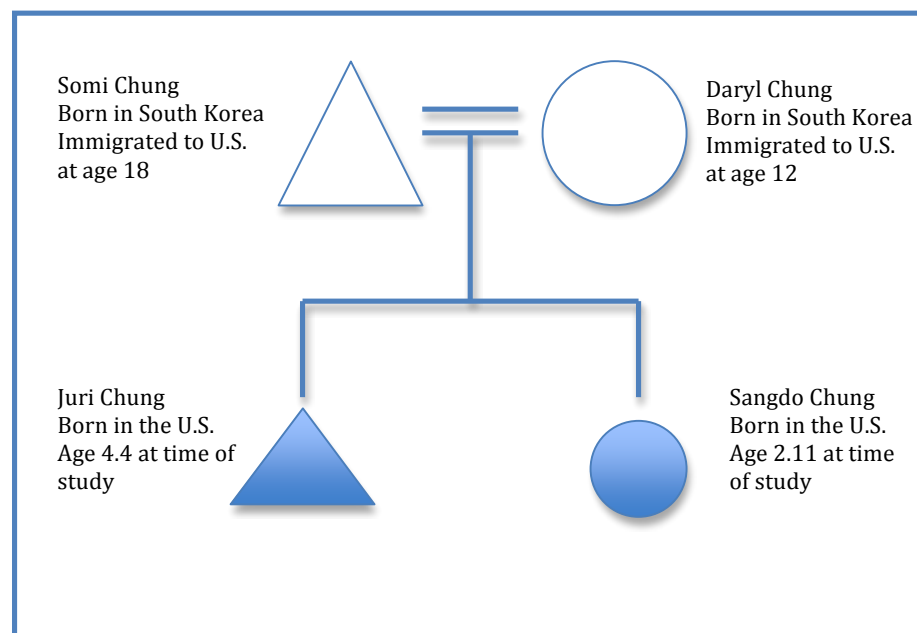 Somi Chung
Born in South Korea
Immigrated to U.S.
at age 18
Daryl Chung
Born in South Korea
Immigrated to U.S.
at age 12
Juri Chung
Born in the U.S.
Age 4.4 at time of
study
Sangdo Chung
Born in the U.S.
Age 2.11 at time
of study